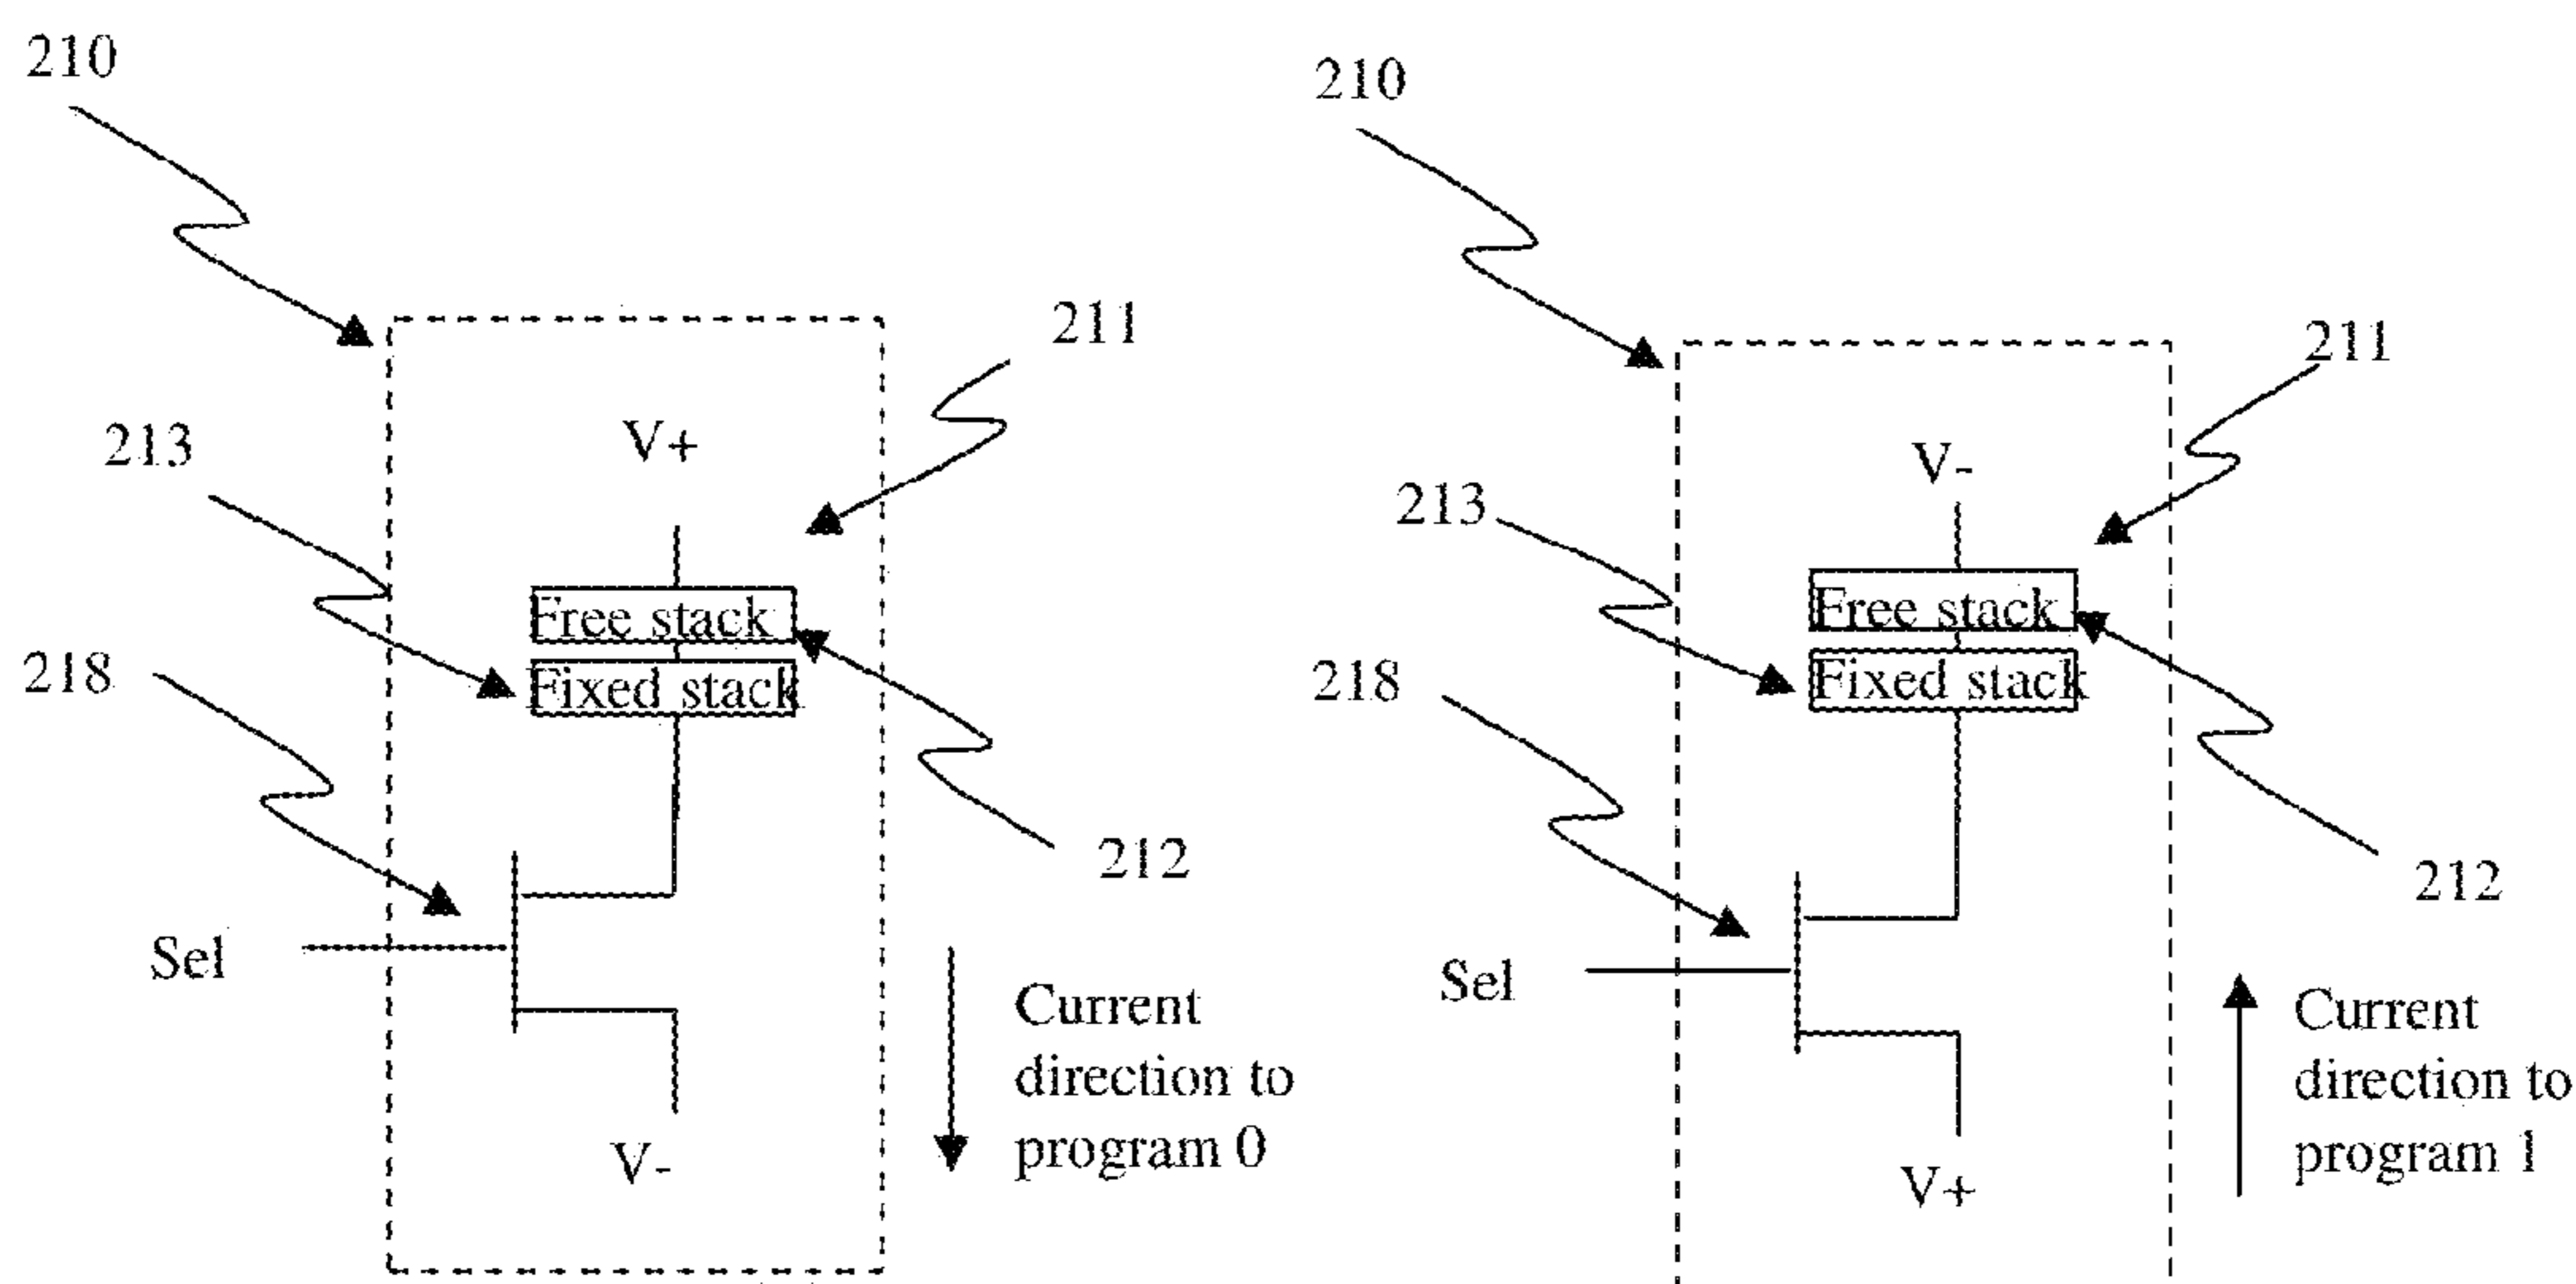 210
211
V+
213
Free stack
Fixed stack
218
212
Sel
Current
direction to
program 0
V-
210
211
V-
213
Free stack
Fixed stack
218
212
Sel
Current
direction to
program 1
V+